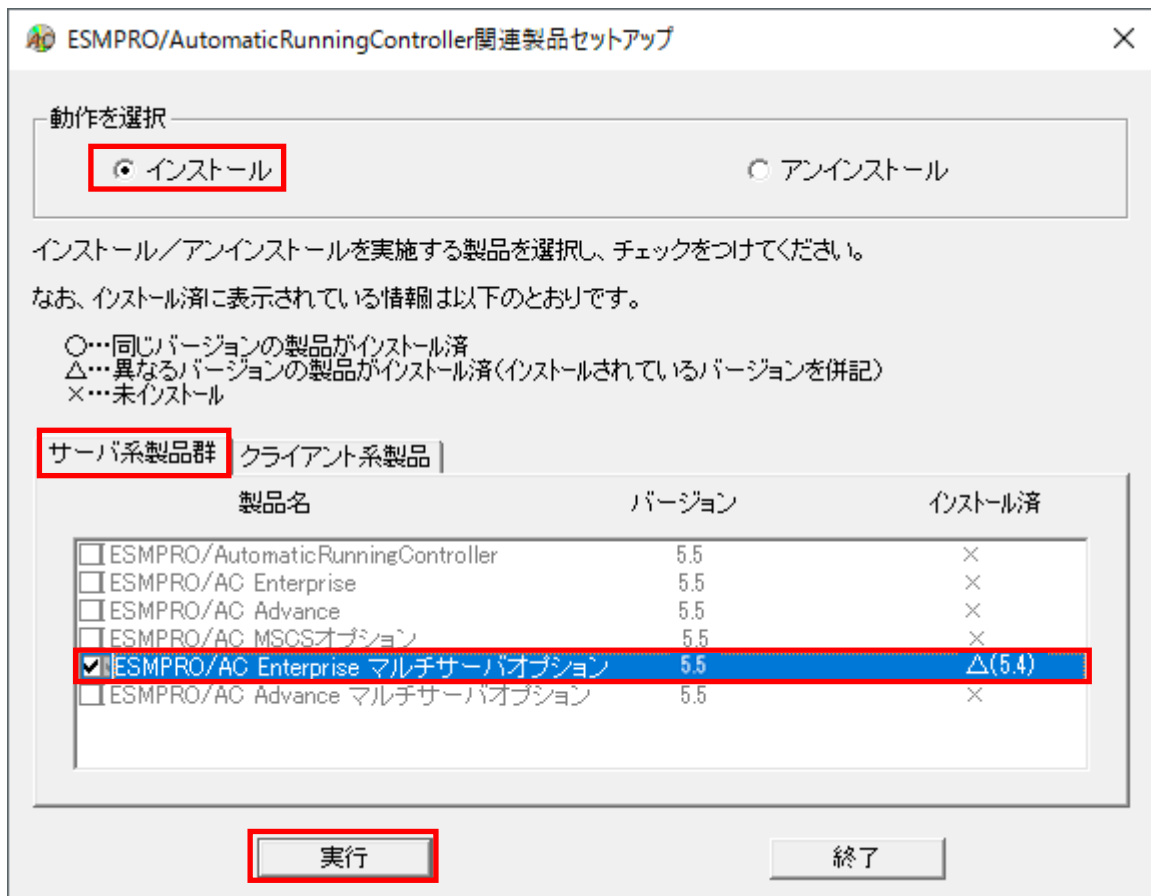 ESMPRO/AutomaticRunningController関連製品セットアップ
動作を選択
インストール アンインストール
インストール／アンインストールを実施する製品を選択し、チェックをつけてください。
なお、インストール済に表示されている情報は以下のとおりです。
○…同じバージョンの製品がインストール済
△…異なるバージョンの製品がインストール済(インストールされているバージョンを併記)
×…未インストール
サーバ系製品群 クライアント系製品
製品名 バージョン インストール済
ESMPRO/AutomaticRunningController 5.5 ×
ESMPRO/AC Enterprise 5.5 ×
ESMPRO/AC Advance 5.5 ×
ESMPRO/AC MSCSオプション 5.5 ×
ESMPRO/AC Enterprise マルチサーバオプション 5.5 △(5.4)
ESMPRO/AC Advance マルチサーバオプション 5.5 ×
実行 終了